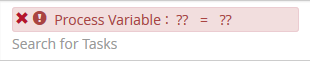 Process Variable : ?? = ??
Search for Tasks